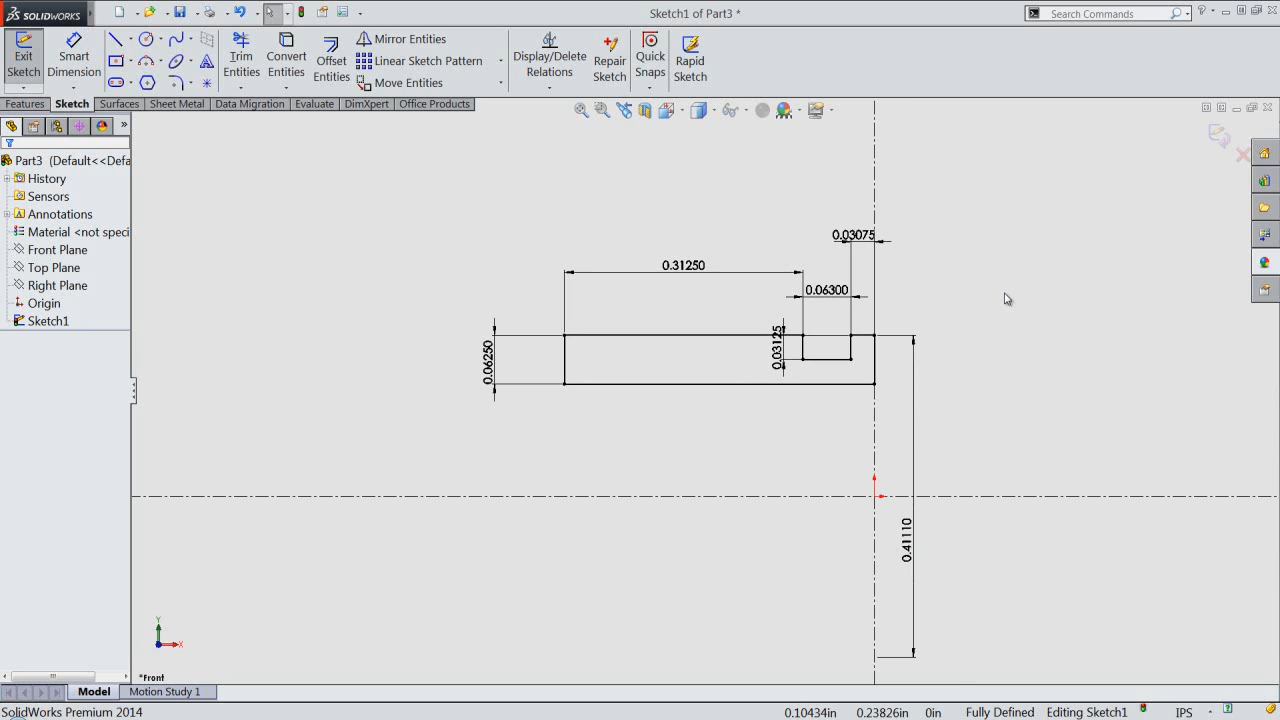 SOLIDWORKS
Sketch1 of Part3 *
Search Commands
Exit Sketch
Smart Dimension
Trim Entities
Convert Entities
Offset Entities
Mirror Entities
Linear Sketch Pattern
Move Entities
Display/Delete Relations
Repair Sketch
Quick Snaps
Rapid Sketch
Features
Sketch
Surfaces
Sheet Metal
Data Migration
Evaluate
DimXpert
Office Products
»
Part3 (Default<<Defa
History
Sensors
Annotations
Material <not speci
Front Plane
Top Plane
Right Plane
Origin
Sketch1
0.03075
0.31250
0.06300
0.03125
0.06250
0.41110
Y
X
*Front
Model
Motion Study 1
SolidWorks Premium 2014
0.10434in
0.23826in
0in
Fully Defined
Editing Sketch1
IPS